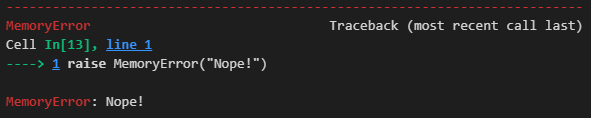 ---------------------------------------------------------------------------
MemoryError                               Traceback (most recent call last)
Cell In[13], line 1
----> 1 raise MemoryError("Nope!")

MemoryError: Nope!